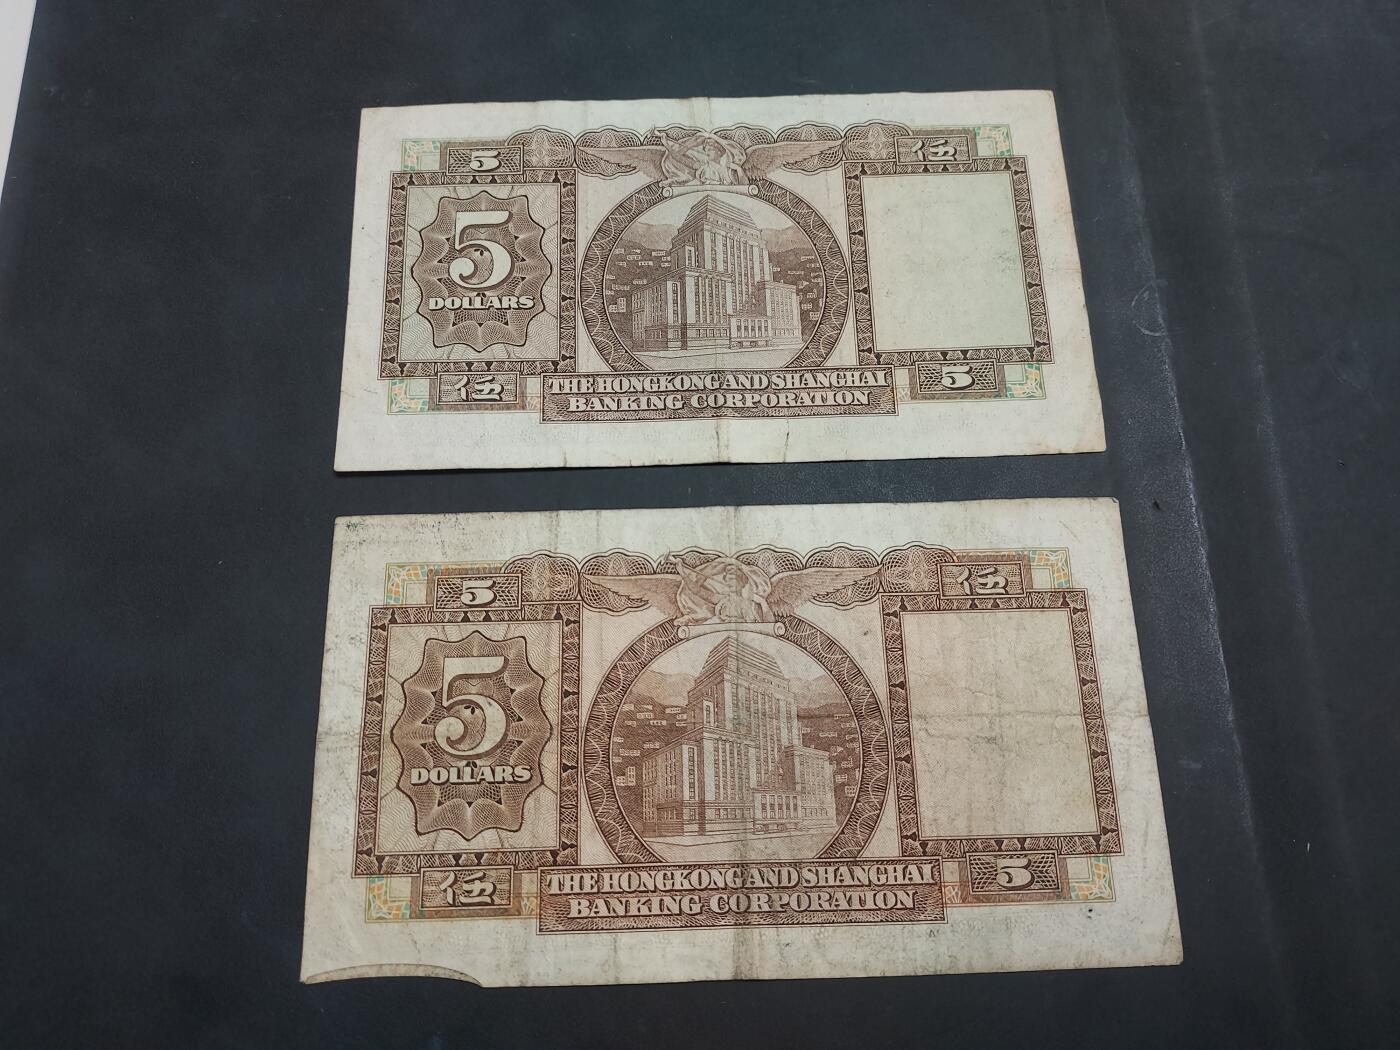 5
伍
5
DOLLARS
伍
5
THE HONGKONG AND SHANGHAI
BANKING CORPORATION
5
伍
5
DOLLARS
伍
5
THE HONGKONG AND SHANGHAI
BANKING CORPORATION